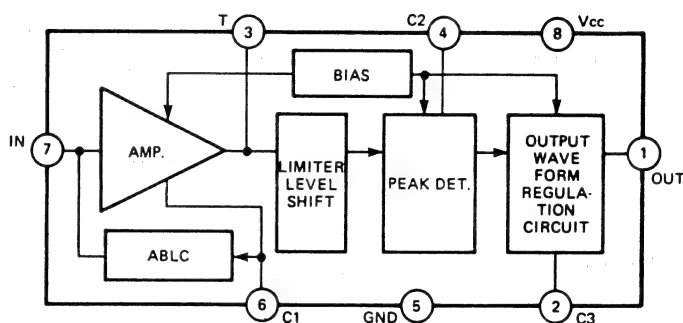 T
3
C2
4
8
Vcc
BIAS
IN
7
AMP.
LIMITER
LEVEL
SHIFT
PEAK DET.
OUTPUT
WAVE
FORM
REGULA-
TION
CIRCUIT
1
OUT
ABLC
6
C1
GND
5
2
C3